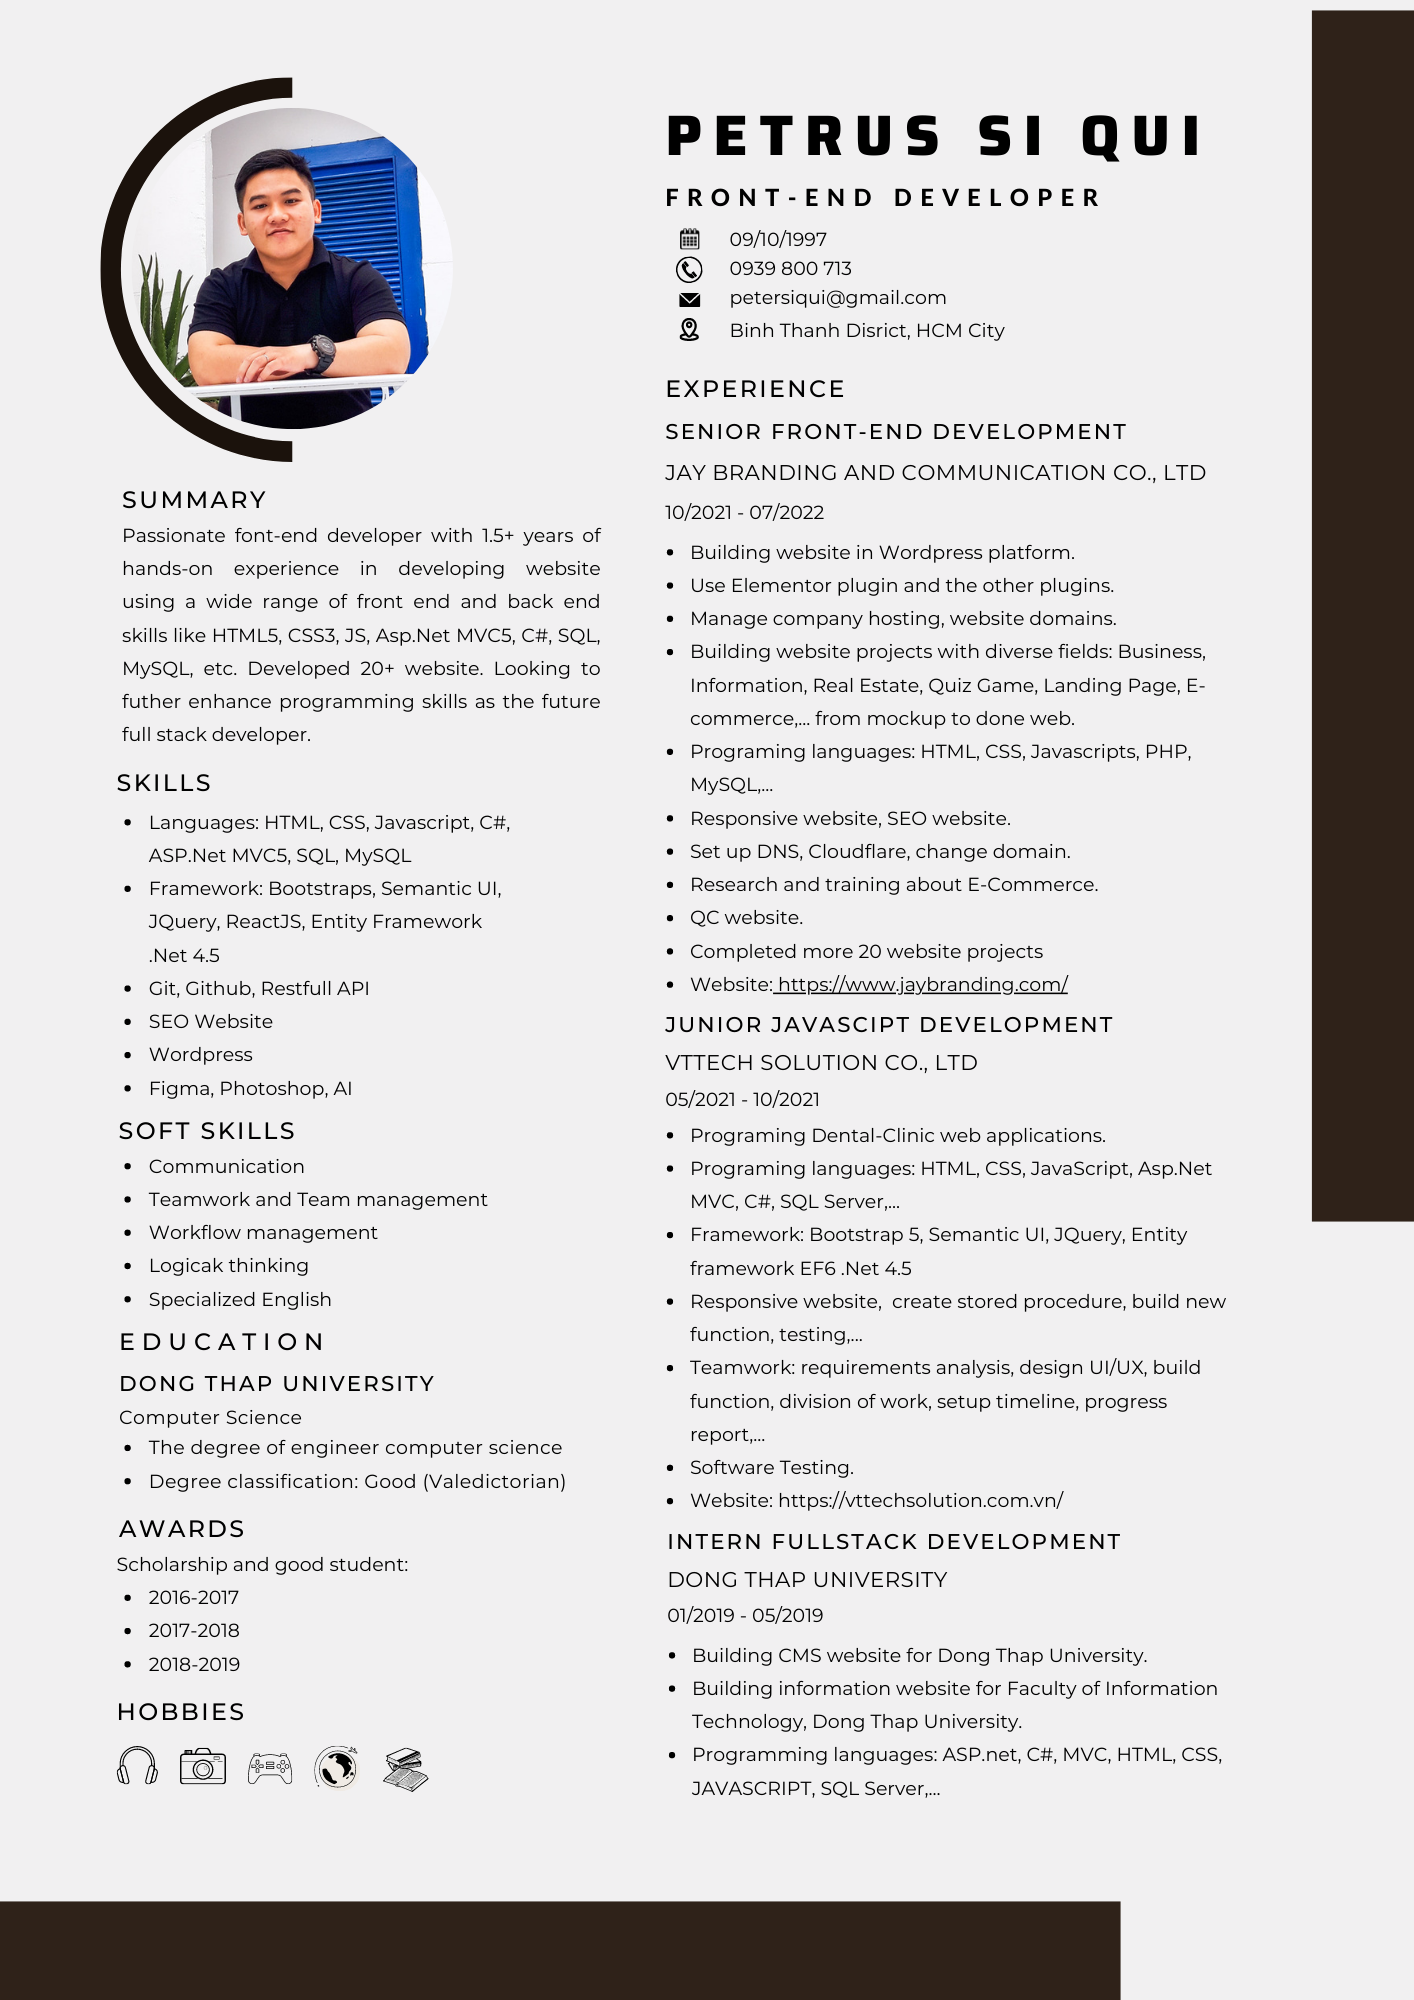 PETRUS SI QUI
FRONT-END DEVELOPER
09/10/1997
0939 800 713
petersiqui@gmail.com
Binh Thanh Disrict, HCM City
SUMMARY
Passionate font-end developer with 1.5+ years of
hands-on experience in developing website
using a wide range of front end and back end
skills like HTML5, CSS3, JS, Asp.Net MVC5, C#, SQL,
MySQL, etc. Developed 20+ website. Looking to
futher enhance programming skills as the future
full stack developer.
SKILLS
• Languages: HTML, CSS, Javascript, C#,
ASP.Net MVC5, SQL, MySQL
• Framework: Bootstraps, Semantic UI,
JQuery, ReactJS, Entity Framework
.Net 4.5
• Git, Github, Restfull API
• SEO Website
• Wordpress
• Figma, Photoshop, AI
SOFT SKILLS
• Communication
• Teamwork and Team management
• Workflow management
• Logicak thinking
• Specialized English
EDUCATION
DONG THAP UNIVERSITY
Computer Science
• The degree of engineer computer science
• Degree classification: Good (Valedictorian)
AWARDS
Scholarship and good student:
• 2016-2017
• 2017-2018
• 2018-2019
HOBBIES
EXPERIENCE
SENIOR FRONT-END DEVELOPMENT
JAY BRANDING AND COMMUNICATION CO., LTD
10/2021 - 07/2022
• Building website in Wordpress platform.
• Use Elementor plugin and the other plugins.
• Manage company hosting, website domains.
• Building website projects with diverse fields: Business,
Information, Real Estate, Quiz Game, Landing Page, E-
commerce,... from mockup to done web.
• Programing languages: HTML, CSS, Javascripts, PHP,
MySQL,...
• Responsive website, SEO website.
• Set up DNS, Cloudflare, change domain.
• Research and training about E-Commerce.
• QC website.
• Completed more 20 website projects
• Website: https://www.jaybranding.com/
JUNIOR JAVASCIPT DEVELOPMENT
VTTECH SOLUTION CO., LTD
05/2021 - 10/2021
• Programing Dental-Clinic web applications.
• Programing languages: HTML, CSS, JavaScript, Asp.Net
MVC, C#, SQL Server,...
• Framework: Bootstrap 5, Semantic UI, JQuery, Entity
framework EF6 .Net 4.5
• Responsive website,  create stored procedure, build new
function, testing,...
• Teamwork: requirements analysis, design UI/UX, build
function, division of work, setup timeline, progress
report,...
• Software Testing.
• Website: https://vttechsolution.com.vn/
INTERN FULLSTACK DEVELOPMENT
DONG THAP UNIVERSITY
01/2019 - 05/2019
• Building CMS website for Dong Thap University.
• Building information website for Faculty of Information
Technology, Dong Thap University.
• Programming languages: ASP.net, C#, MVC, HTML, CSS,
JAVASCRIPT, SQL Server,...